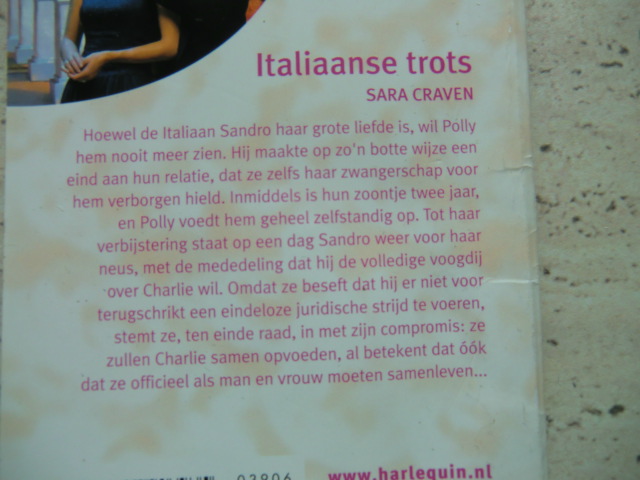 Italiaanse trots
SARA CRAVEN
Hoewel de Italiaan Sandro haar grote liefde is, wil Polly
hem nooit meer zien. Hij maakte op zo'n botte wijze een
eind aan hun relatie, dat ze zelfs haar zwangerschap voor
hem verborgen hield. Inmiddels is hun zoontje twee jaar,
en Polly voedt hem geheel zelfstandig op. Tot haar
verbijstering staat op een dag Sandro weer voor haar
neus, met de mededeling dat hij de volledige voogdij
over Charlie wil. Omdat ze beseft dat hij er niet voor
terugschrikt een eindeloze juridische strijd te voeren,
stemt ze, ten einde raad, in met zijn compromis: ze
zullen Charlie samen opvoeden, al betekent dat óók
dat ze officieel als man en vrouw moeten samenleven...
03906
www.harlequin.nl